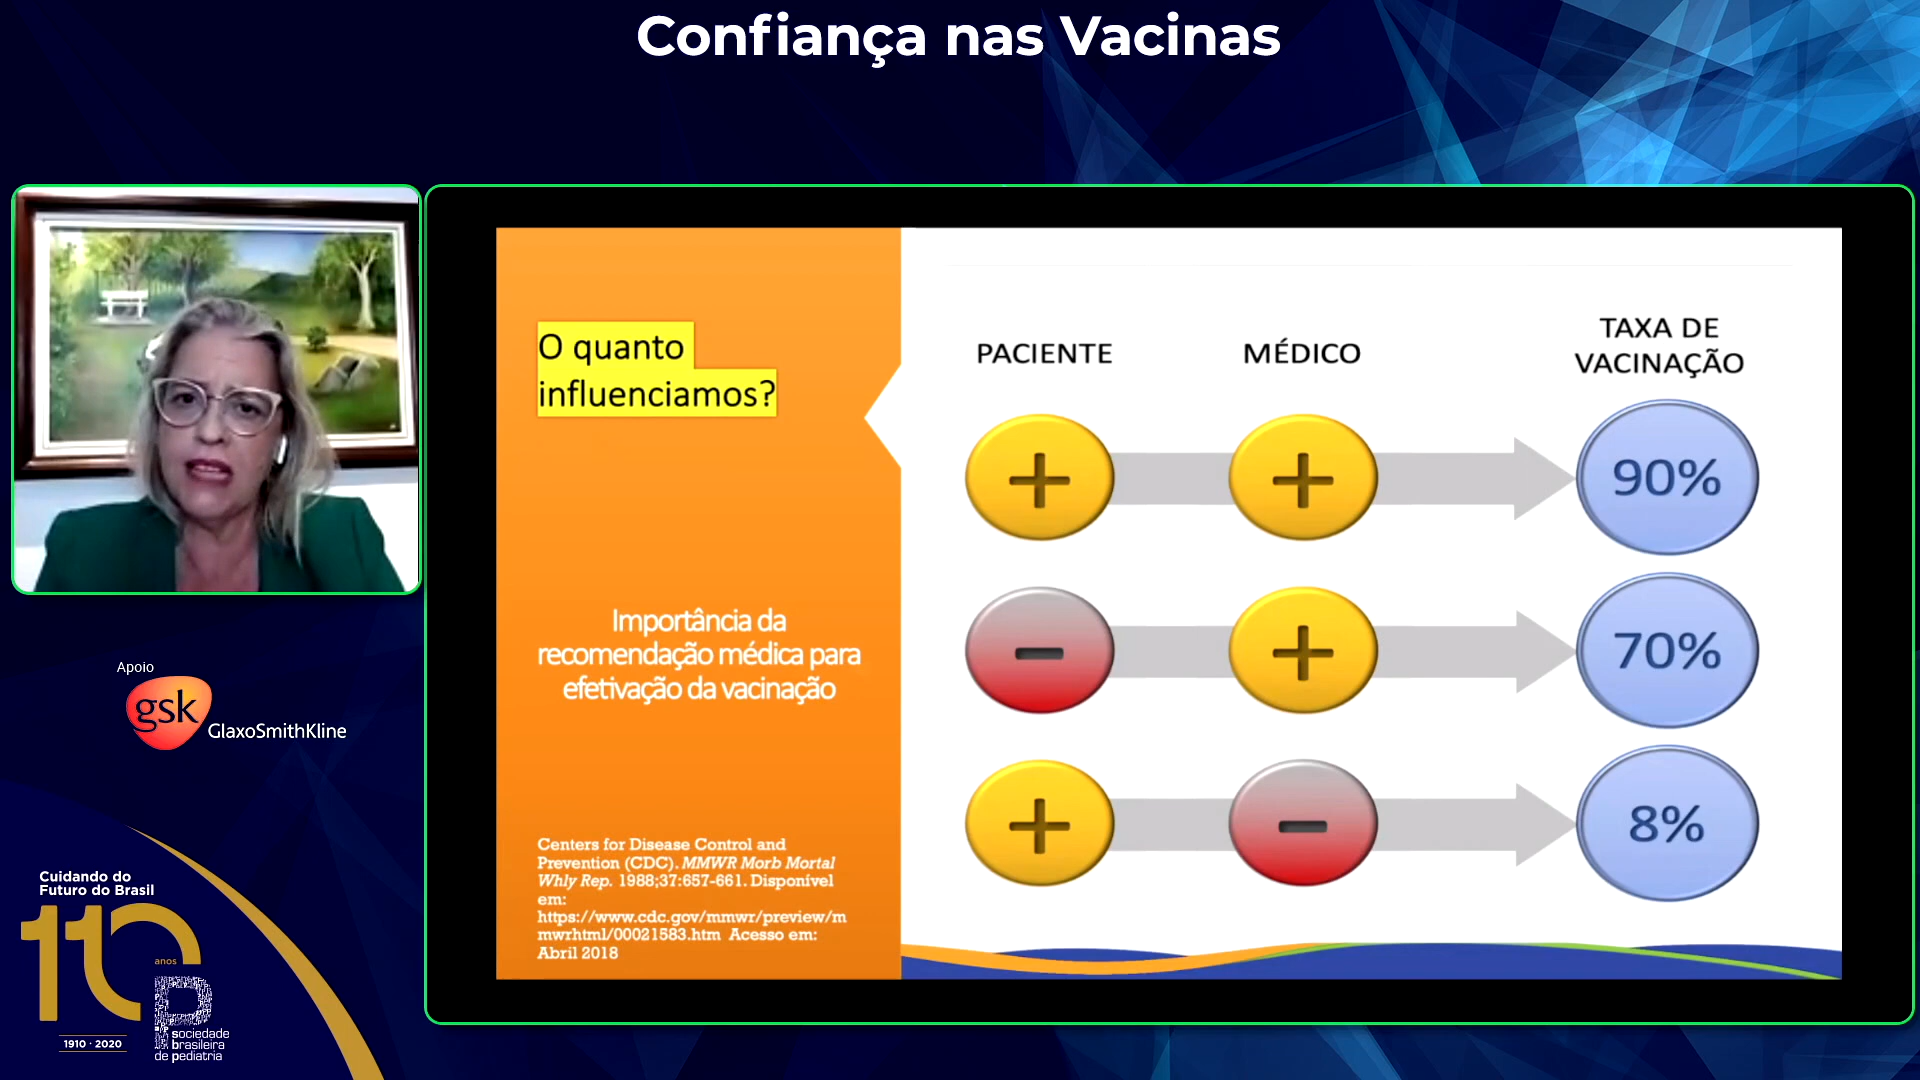 Confiança nas Vacinas
O quanto
influenciamos?
Importância da
recomendação médica para
efetivação da vacinação
Centers for Disease Control and
Prevention (CDC). MMWR Morb Mortal
Whly Rep. 1988;37:657-661. Disponível
em:
https://www.cdc.gov/mmwr/preview/m
mwrhtml/00021583.htm Acesso em:
Abril 2018
PACIENTE
MÉDICO
TAXA DE
VACINAÇÃO
+ + 90%
- + 70%
+ - 8%
Apoio
gsk
GlaxoSmithKline
Cuidando do
Futuro do Brasil
110
anos
1910 · 2020
sociedade
brasileira
de pediatria